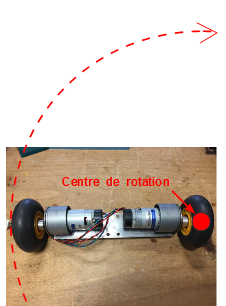 Centre de rotation